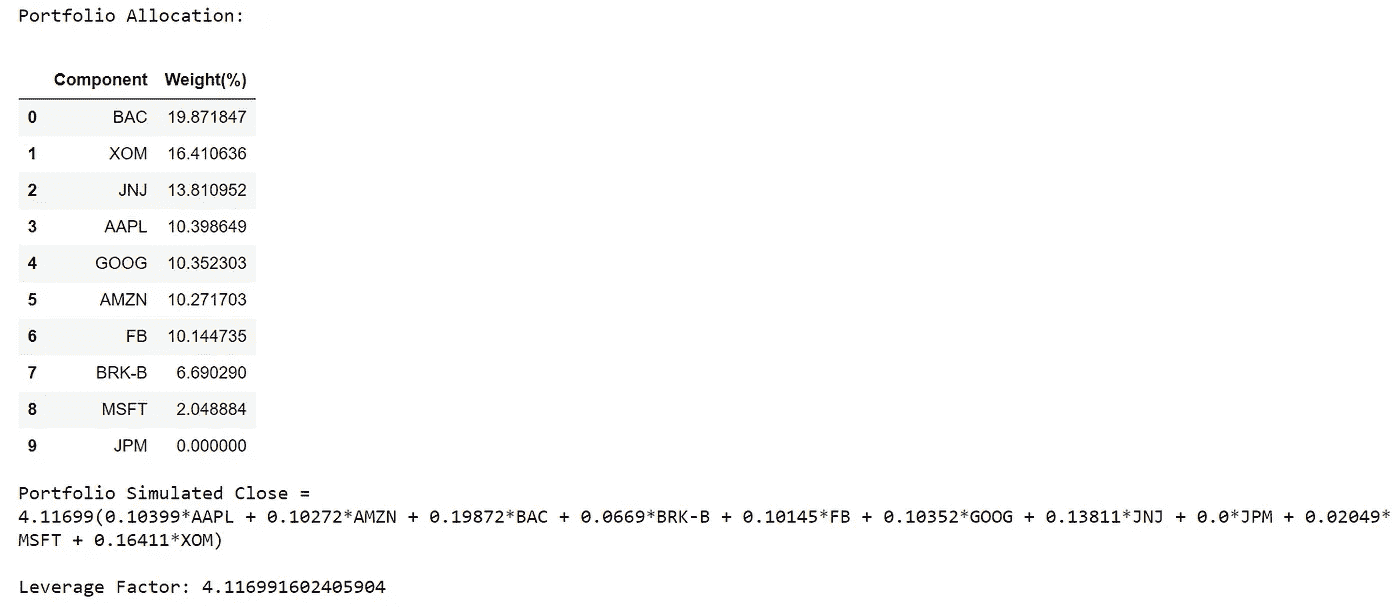 Portfolio Allocation:
Component Weight(%)
0 BAC 19.871847
1 XOM 16.410636
2 JNJ 13.810952
3 AAPL 10.398649
4 GOOG 10.352303
5 AMZN 10.271703
6 FB 10.144735
7 BRK-B 6.690290
8 MSFT 2.048884
9 JPM 0.000000
Portfolio Simulated Close =
4.11699(0.10399*AAPL + 0.10272*AMZN + 0.19872*BAC + 0.0669*BRK-B + 0.10145*FB + 0.10352*GOOG + 0.13811*JNJ + 0.0*JPM + 0.02049*
MSFT + 0.16411*XOM)
Leverage Factor: 4.116991602405904